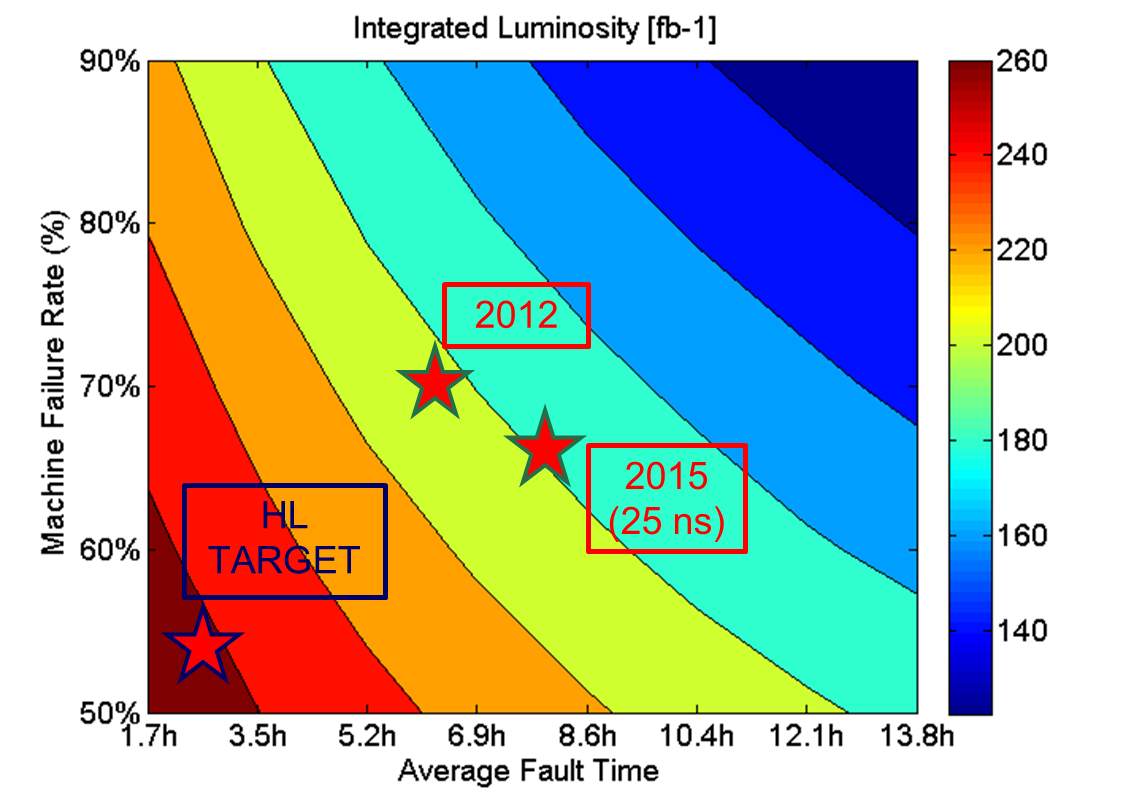 Integrated Luminosity [fb-1]
Machine Failure Rate (%)
90%
80%
70%
60%
50%
2012
2015
(25 ns)
HL
TARGET
1.7h
3.5h
5.2h
6.9h
8.6h
10.4h
12.1h
13.8h
Average Fault Time
260
240
220
200
180
160
140